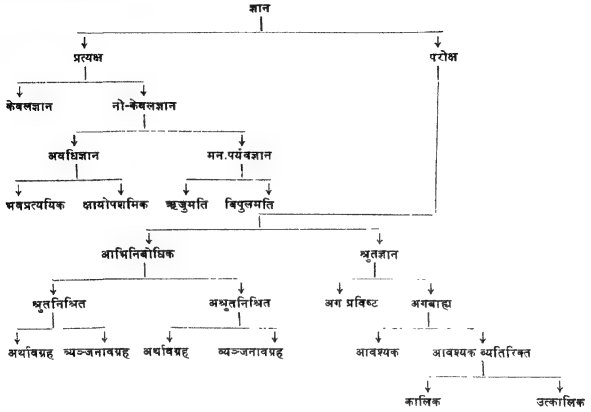 ज्ञान
प्रत्यक्ष परोक्ष
केवलज्ञान नो-केवलज्ञान
अवधिज्ञान मन.पर्यवज्ञान
भवप्रत्ययिक क्षायोपशमिक ऋजुमति विपुलमति
आभिनिबोधिक श्रुतज्ञान
श्रुतनिश्रित अश्रुतनिश्रित अग प्रविष्ट अगबाह्य
अर्थावग्रह व्यञ्जनावग्रह अर्थावग्रह व्यञ्जनावग्रह आवश्यक आवश्यक व्यतिरिक्त
कालिक उत्कालिक